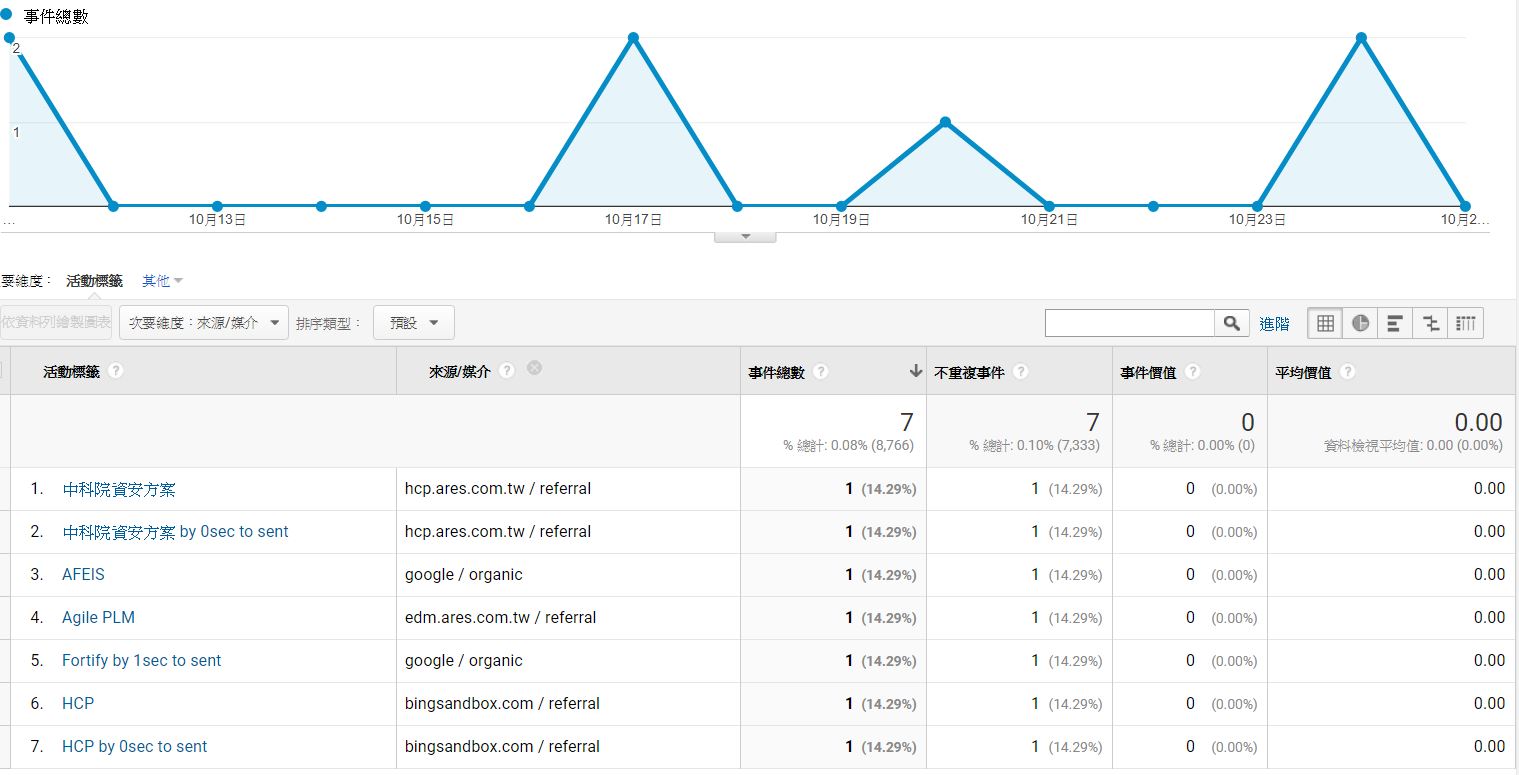 事件總數
2
1
... 10月13日 10月15日 10月17日 10月19日 10月21日 10月23日 10月2...
要維度： 活動標籤 其他
依資料列繪製圖表 次要維度：來源/媒介 排序類型： 預設 進階
活動標籤 ? 來源/媒介 ? 事件總數 ? 不重複事件 ? 事件價值 ? 平均價值 ?
7 7 0 0.00
% 總計: 0.08% (8,766) % 總計: 0.10% (7,333) % 總計: 0.00% (0) 資料檢視平均值: 0.00 (0.00%)
1. 中科院資安方案 hcp.ares.com.tw / referral 1 (14.29%) 1 (14.29%) 0 (0.00%) 0.00
2. 中科院資安方案 by 0sec to sent hcp.ares.com.tw / referral 1 (14.29%) 1 (14.29%) 0 (0.00%) 0.00
3. AFEIS google / organic 1 (14.29%) 1 (14.29%) 0 (0.00%) 0.00
4. Agile PLM edm.ares.com.tw / referral 1 (14.29%) 1 (14.29%) 0 (0.00%) 0.00
5. Fortify by 1sec to sent google / organic 1 (14.29%) 1 (14.29%) 0 (0.00%) 0.00
6. HCP bingsandbox.com / referral 1 (14.29%) 1 (14.29%) 0 (0.00%) 0.00
7. HCP by 0sec to sent bingsandbox.com / referral 1 (14.29%) 1 (14.29%) 0 (0.00%) 0.00